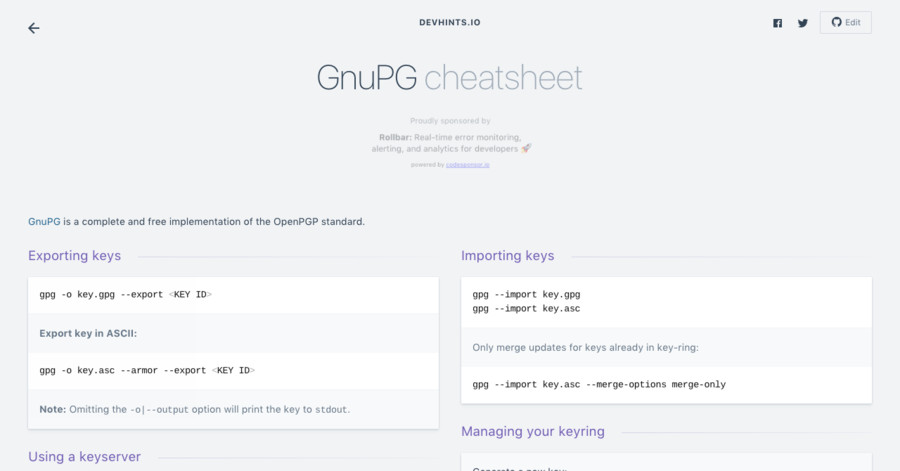 DEVHINTS.IO
Edit
GnuPG cheatsheet
Proudly sponsored by
Rollbar: Real-time error monitoring,
alerting, and analytics for developers 🚀
powered by codesponsor.io
GnuPG is a complete and free implementation of the OpenPGP standard.
Exporting keys
gpg -o key.gpg --export <KEY ID>
Export key in ASCII:
gpg -o key.asc --armor --export <KEY ID>
Note: Omitting the -o|--output option will print the key to stdout.
Using a keyserver
Importing keys
gpg --import key.gpg
gpg --import key.asc
Only merge updates for keys already in key-ring:
gpg --import key.asc --merge-options merge-only
Managing your keyring
Generate a new key: